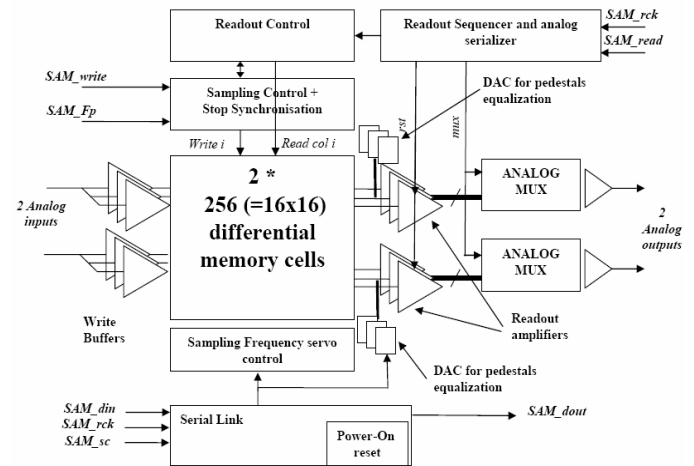 Readout Control
Readout Sequencer and analog
serializer
SAM_rck
SAM_read
SAM_write
SAM_Fp
Sampling Control +
Stop Synchronisation
DAC for pedestals
equalization
Write i
Read col i
rst
mux
2 Analog
inputs
2 *
256 (=16x16)
differential
memory cells
ANALOG
MUX
ANALOG
MUX
2
Analog
outputs
Write
Buffers
Readout
amplifiers
Sampling Frequency servo
control
DAC for pedestals
equalization
SAM_din
SAM_rck
SAM_sc
Serial Link
Power-On
reset
SAM_dout